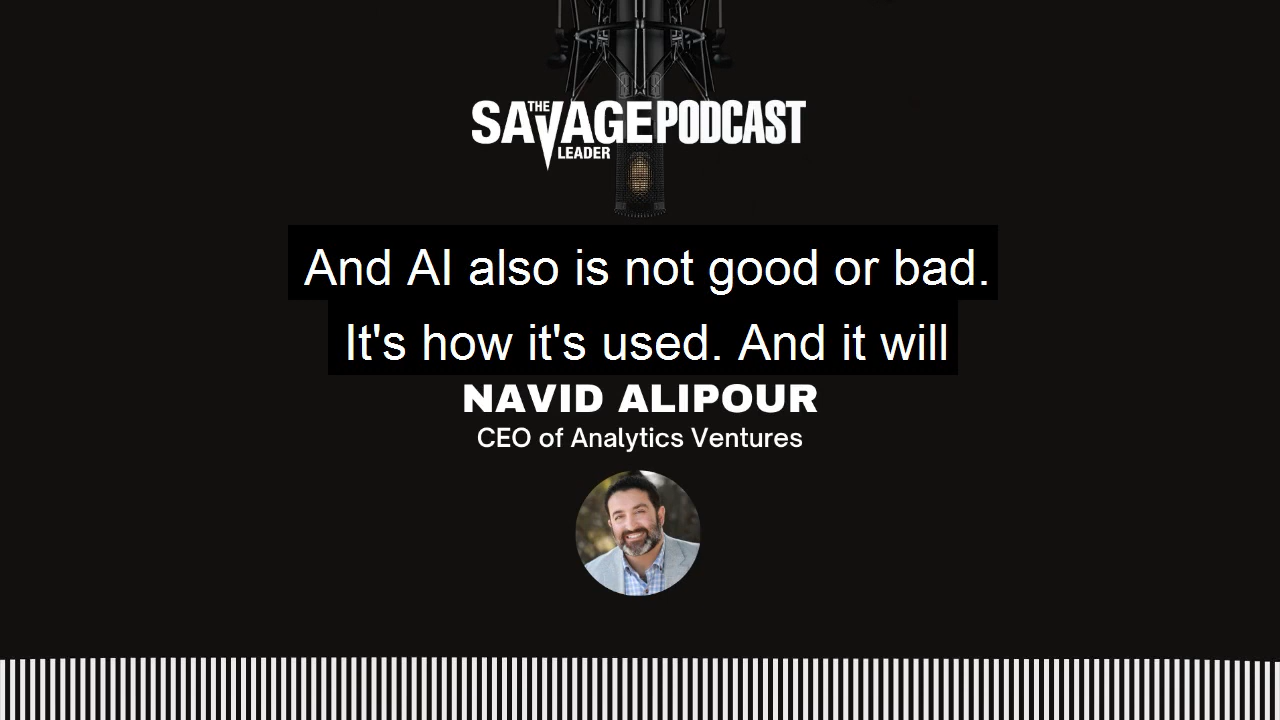 THE
SAVAGE PODCAST
LEADER
And AI also is not good or bad.
It's how it's used. And it will
NAVID ALIPOUR
CEO of Analytics Ventures